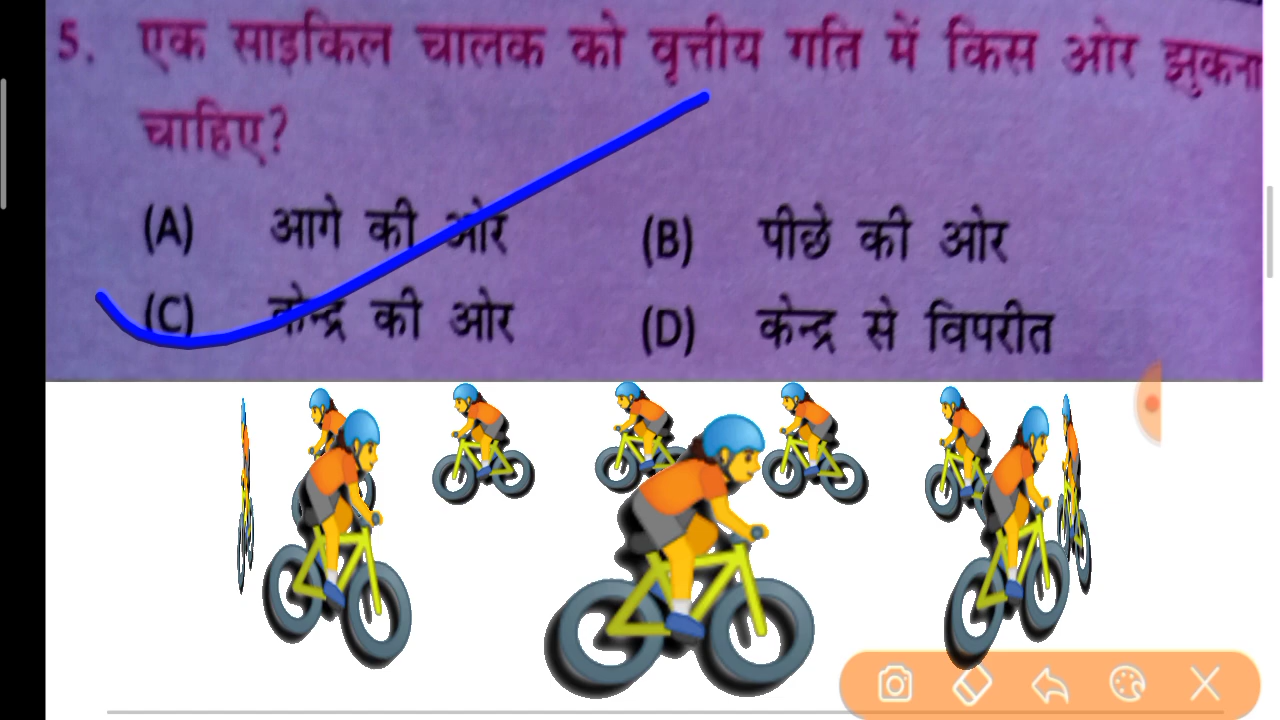 5. एक साइकिल चालक को वृत्तीय गति में किस ओर झुकना
चाहिए?
(A) आगे की ओर (B) पीछे की ओर
(C) केन्द्र की ओर (D) केन्द्र से विपरीत